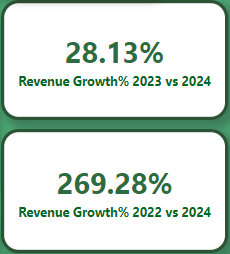 28.13%
Revenue Growth% 2023 vs 2024
269.28%
Revenue Growth% 2022 vs 2024